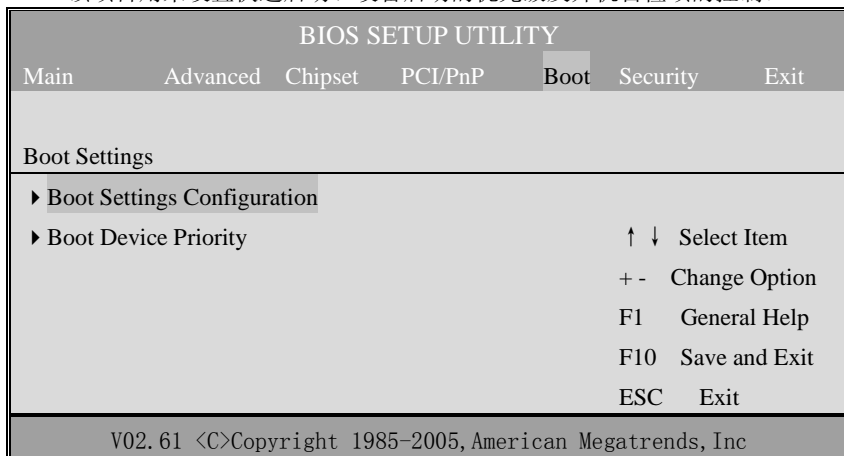 BIOS SETUP UTILITY
Main Advanced Chipset PCI/PnP Boot Security Exit
Boot Settings
Boot Settings Configuration
Boot Device Priority
↑ ↓ Select Item
+ - Change Option
F1 General Help
F10 Save and Exit
ESC Exit
V02.61 <C>Copyright 1985-2005,American Megatrends,Inc